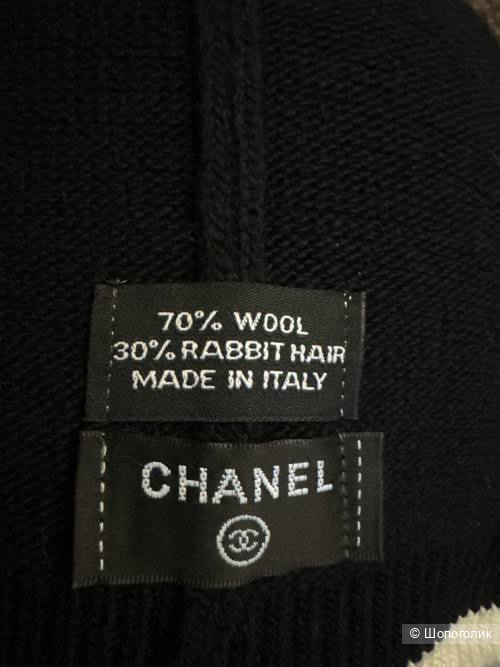 70% WOOL
30% RABBIT HAIR
MADE IN ITALY
CHANEL
© Шопоголик